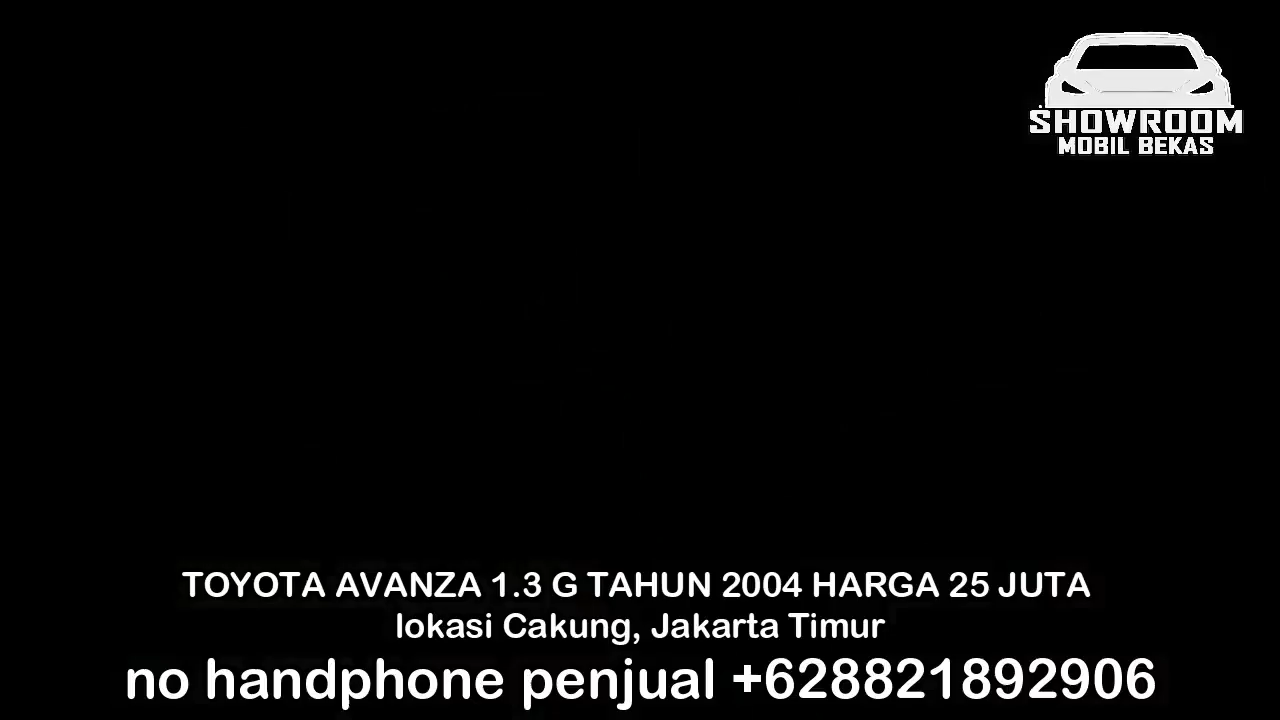 SHOWROOM
MOBIL BEKAS
TOYOTA AVANZA 1.3 G TAHUN 2004 HARGA 25 JUTA
lokasi Cakung, Jakarta Timur
no handphone penjual +628821892906